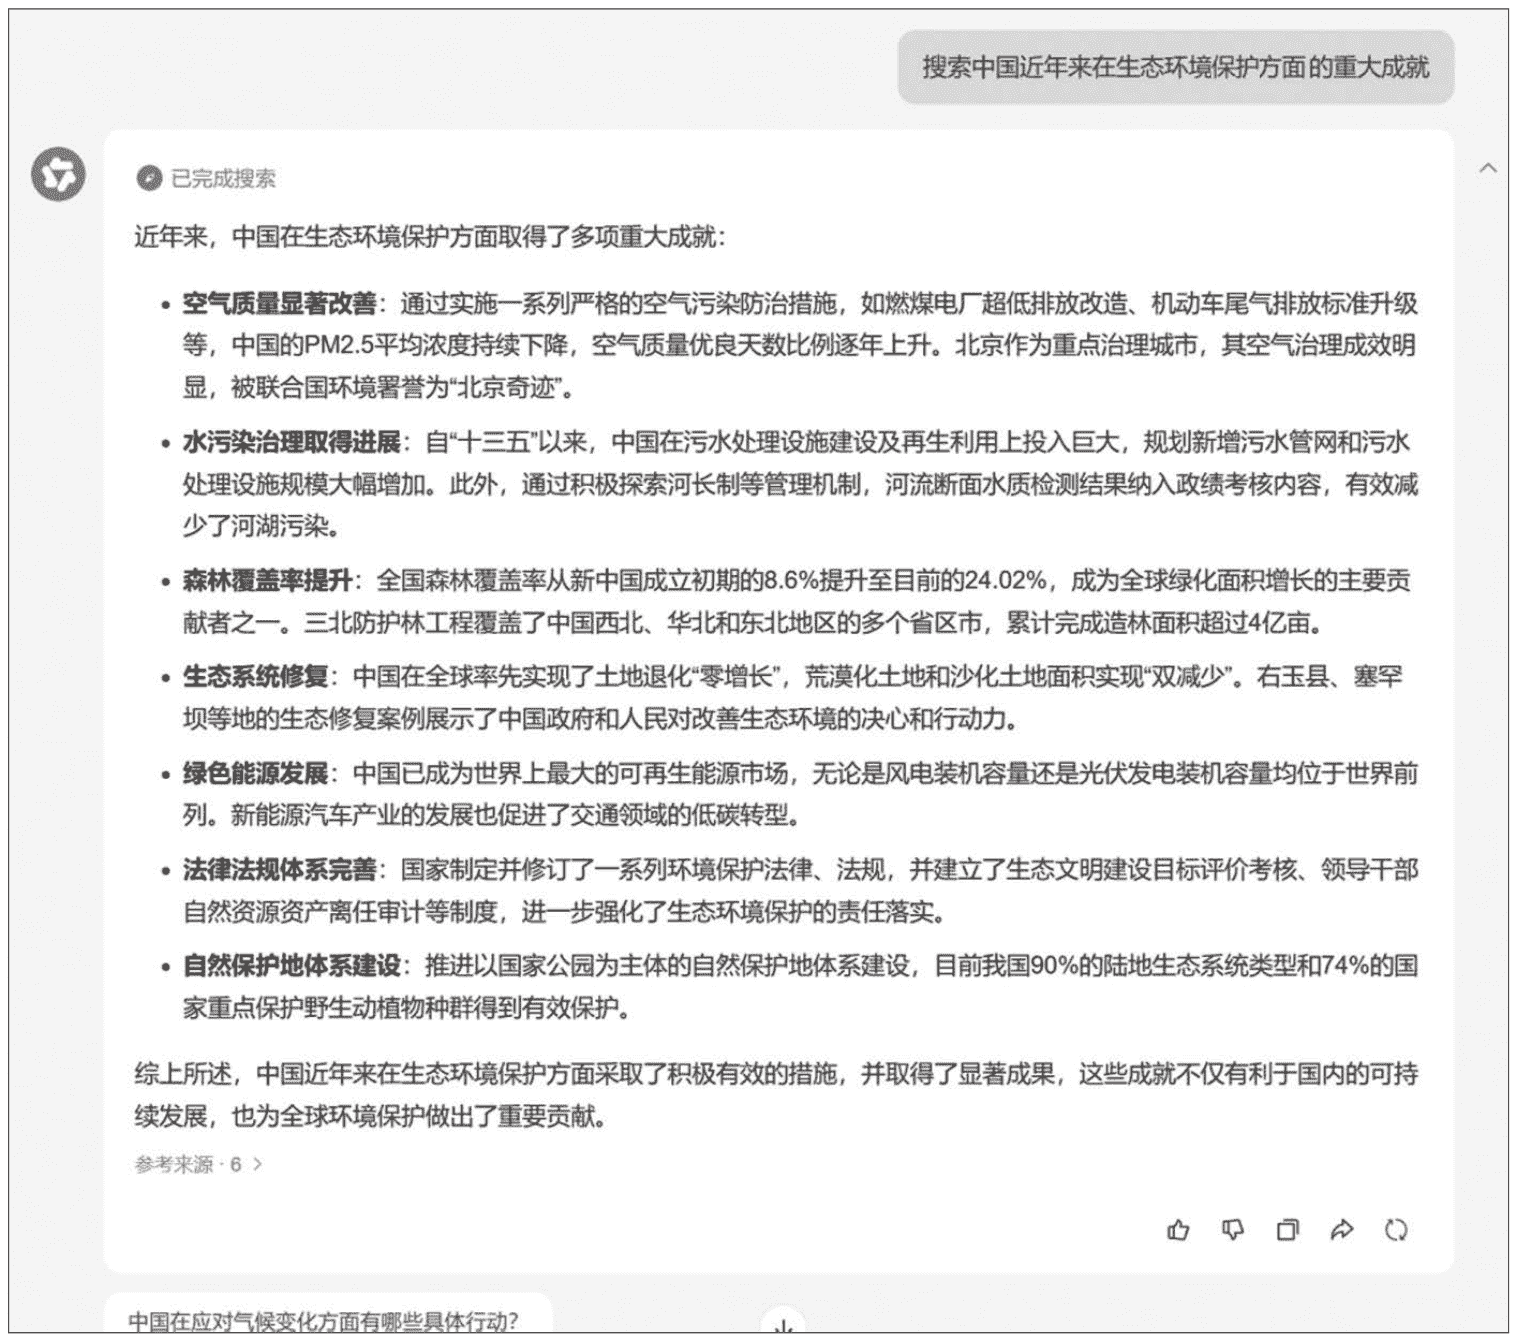 搜索中国近年来在生态环境保护方面的重大成就
已完成搜索
近年来，中国在生态环境保护方面取得了多项重大成就：
• 空气质量显著改善：通过实施一系列严格的空气污染防治措施，如燃煤电厂超低排放改造、机动车尾气排放标准升级
等，中国的PM2.5平均浓度持续下降，空气质量优良天数比例逐年上升。北京作为重点治理城市，其空气治理成效明
显，被联合国环境署誉为“北京奇迹”。
• 水污染治理取得进展：自“十三五”以来，中国在污水处理设施建设及再生利用上投入巨大，规划新增污水管网和污水
处理设施规模大幅增加。此外，通过积极探索河长制等管理机制，河流断面水质检测结果纳入政绩考核内容，有效减
少了河湖污染。
• 森林覆盖率提升：全国森林覆盖率从新中国成立初期的8.6%提升至目前的24.02%，成为全球绿化面积增长的主要贡
献者之一。三北防护林工程覆盖了中国西北、华北和东北地区的多个省区市，累计完成造林面积超过4亿亩。
• 生态系统修复：中国在全球率先实现了土地退化“零增长”，荒漠化土地和沙化土地面积实现“双减少”。右玉县、塞罕
坝等地的生态修复案例展示了中国政府和人民对改善生态环境的决心和行动力。
• 绿色能源发展：中国已成为世界上最大的可再生能源市场，无论是风电装机容量还是光伏发电装机容量均位于世界前
列。新能源汽车产业的发展也促进了交通领域的低碳转型。
• 法律法规体系完善：国家制定并修订了一系列环境保护法律、法规，并建立了生态文明建设目标评价考核、领导干部
自然资源资产离任审计等制度，进一步强化了生态环境保护的责任落实。
• 自然保护地体系建设：推进以国家公园为主体的自然保护地体系建设，目前我国90%的陆地生态系统类型和74%的国
家重点保护野生动植物种群得到有效保护。
综上所述，中国近年来在生态环境保护方面采取了积极有效的措施，并取得了显著成果，这些成就不仅有利于国内的可持
续发展，也为全球环境保护做出了重要贡献。
参考来源 · 6 >
中国在应对气候变化方面有哪些具体行动？